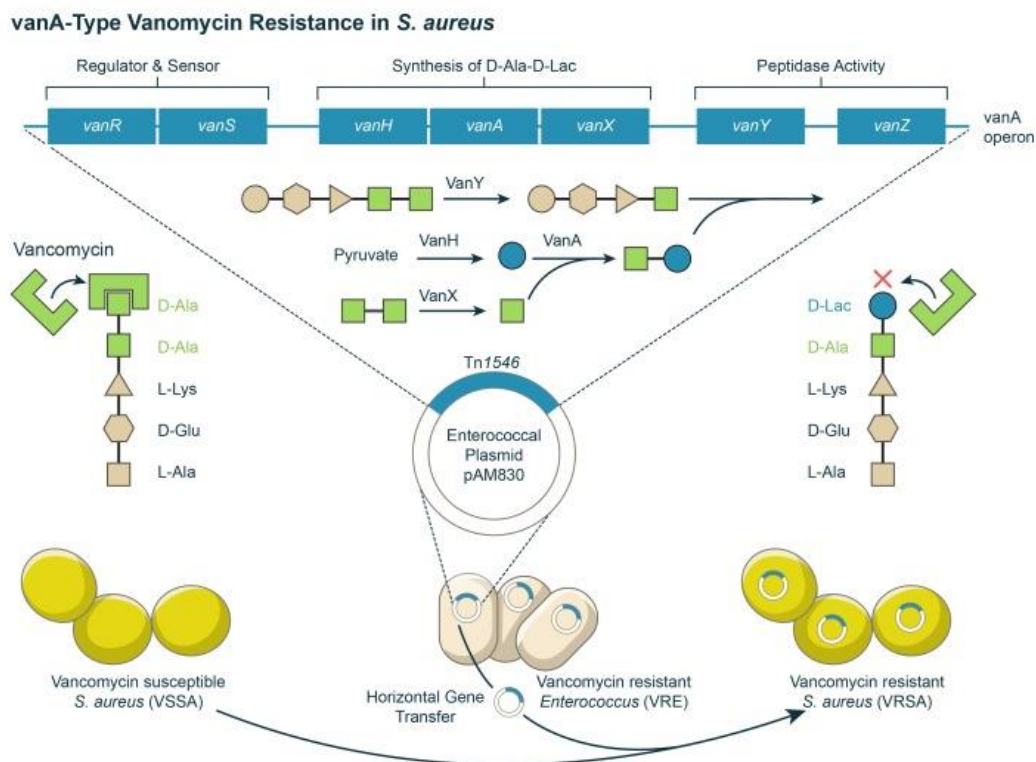 vanA-Type Vanomycin Resistance in S. aureus
Regulator & Sensor
Synthesis of D-Ala-D-Lac
Peptidase Activity
vanR
vanS
vanH
vanA
vanX
vanY
vanZ
vanA
operon
VanY
Pyruvate
VanH
VanA
VanX
Vancomycin
D-Ala
D-Ala
L-Lys
D-Glu
L-Ala
D-Lac
D-Ala
L-Lys
D-Glu
L-Ala
Tn1546
Enterococcal
Plasmid
pAM830
Vancomycin susceptible
S. aureus (VSSA)
Horizontal Gene
Transfer
Vancomycin resistant
Enterococcus (VRE)
Vancomycin resistant
S. aureus (VRSA)